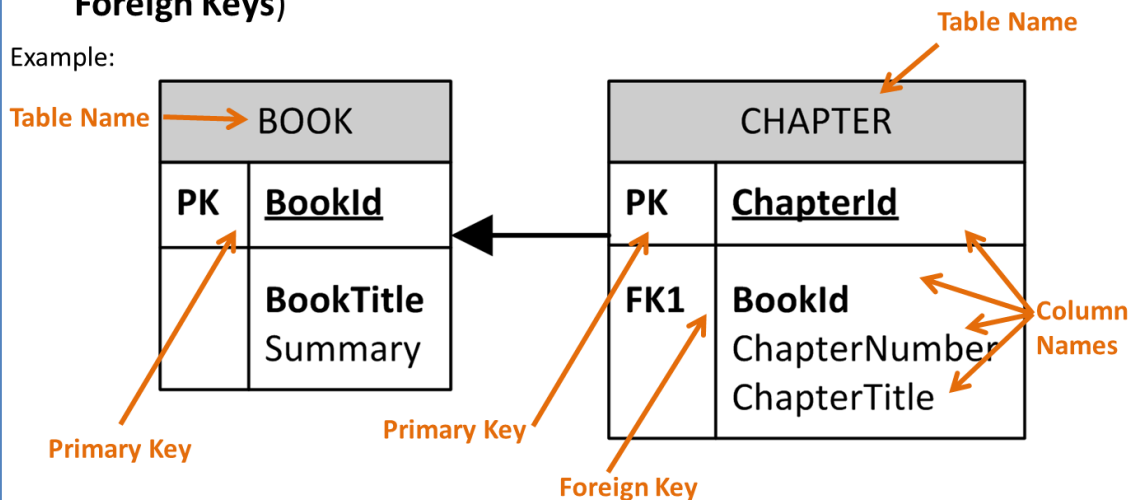 Foreign Keys)
Example:
Table Name
Table Name
BOOK
CHAPTER
PK BookId
PK ChapterId
BookTitle
Summary
FK1 BookId
ChapterNumber
ChapterTitle
Column
Names
Primary Key
Primary Key
Foreign Key